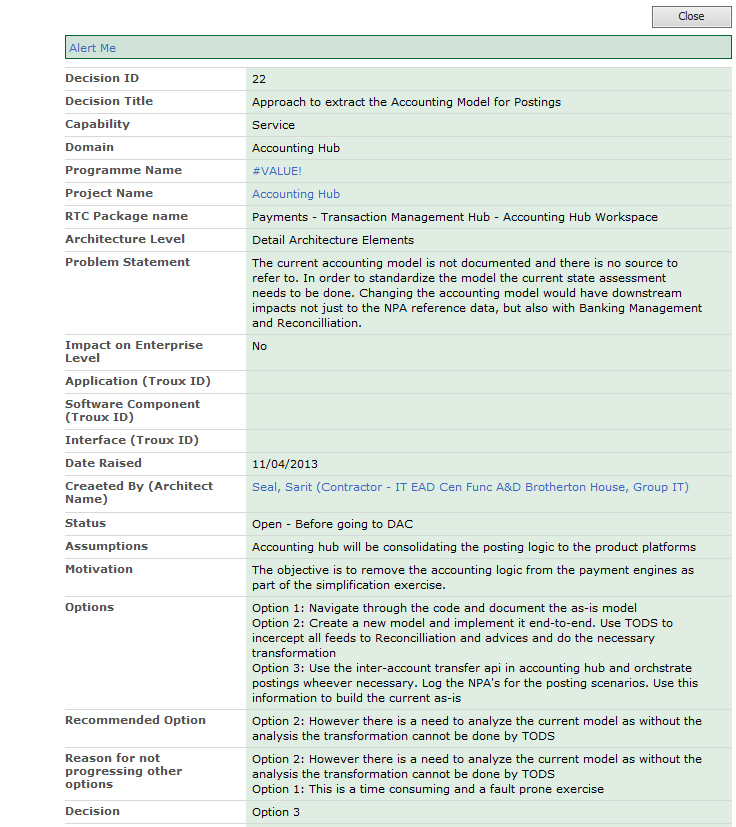 Close
Alert Me
Decision ID
22
Decision Title
Approach to extract the Accounting Model for Postings
Capability
Service
Domain
Accounting Hub
Programme Name
#VALUE!
Project Name
Accounting Hub
RTC Package name
Payments - Transaction Management Hub - Accounting Hub Workspace
Architecture Level
Detail Architecture Elements
Problem Statement
The current accounting model is not documented and there is no source to
refer to. In order to standardize the model the current state assessment
needs to be done. Changing the accounting model would have downstream
impacts not just to the NPA reference data, but also with Banking Management
and Reconcilliation.
Impact on Enterprise
Level
No
Application (Troux ID)
Software Component
(Troux ID)
Interface (Troux ID)
Date Raised
11/04/2013
Creaeted By (Architect
Name)
Seal, Sarit (Contractor - IT EAD Cen Func A&D Brotherton House, Group IT)
Status
Open - Before going to DAC
Assumptions
Accounting hub will be consolidating the posting logic to the product platforms
Motivation
The objective is to remove the accounting logic from the payment engines as
part of the simplification exercise.
Options
Option 1: Navigate through the code and document the as-is model
Option 2: Create a new model and implement it end-to-end. Use TODS to
incercept all feeds to Reconcilliation and advices and do the necessary
transformation
Option 3: Use the inter-account transfer api in accounting hub and orchstrate
postings wheever necessary. Log the NPA's for the posting scenarios. Use this
information to build the current as-is
Recommended Option
Option 2: However there is a need to analyze the current model as without the
analysis the transformation cannot be done by TODS
Reason for not
progressing other
options
Option 2: However there is a need to analyze the current model as without the
analysis the transformation cannot be done by TODS
Option 1: This is a time consuming and a fault prone exercise
Decision
Option 3